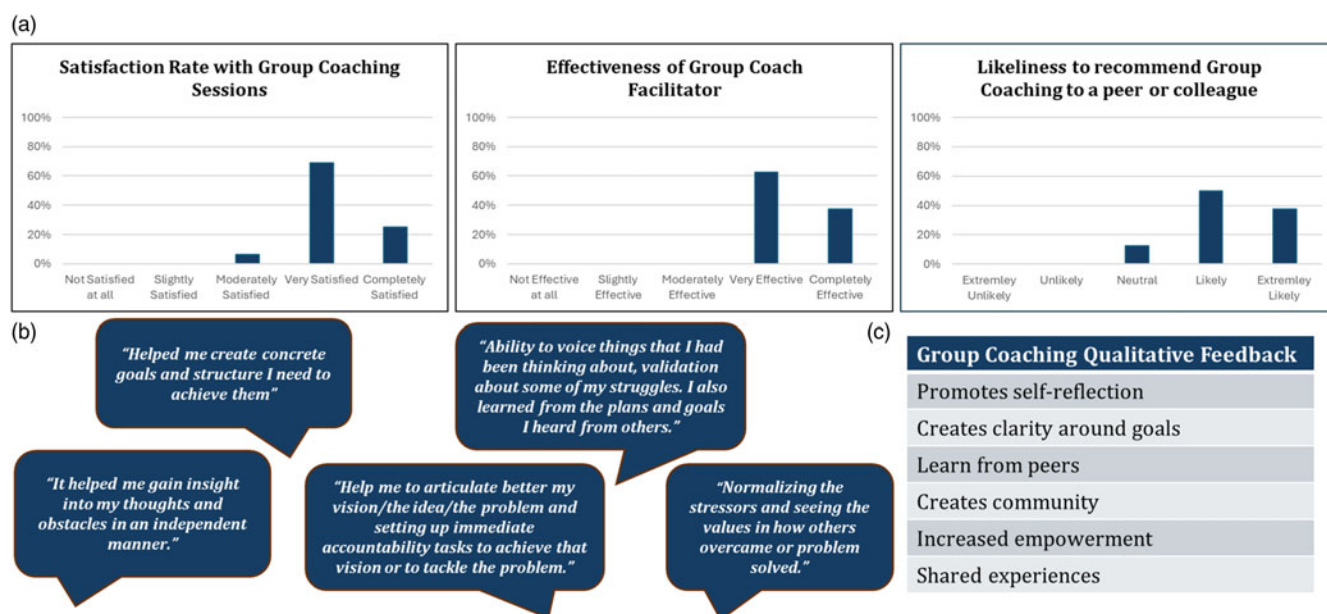 (a)
Satisfaction Rate with Group Coaching
Sessions
100%
80%
60%
40%
20%
0%
Not Satisfied
at all
Slightly
Satisfied
Moderately
Satisfied
Very Satisfied
Completely
Satisfied
Effectiveness of Group Coach
Facilitator
100%
80%
60%
40%
20%
0%
Not Effective
at all
Slightly
Effective
Moderately
Effective
Very Effective
Completely
Effective
Likeliness to recommend Group
Coaching to a peer or colleague
100%
80%
60%
40%
20%
0%
Extremley
Unlikely
Unlikely
Neutral
Likely
Extremley
Likely
(b)
“Helped me create concrete
goals and structure I need to
achieve them”
“Ability to voice things that I had
been thinking about, validation
about some of my struggles. I also
learned from the plans and goals
I heard from others.”
“It helped me gain insight
into my thoughts and
obstacles in an independent
manner.”
“Help me to articulate better my
vision/the idea/the problem and
setting up immediate
accountability tasks to achieve that
vision or to tackle the problem.”
“Normalizing the
stressors and seeing the
values in how others
overcame or problem
solved.”
(c)
Group Coaching Qualitative Feedback
Promotes self-reflection
Creates clarity around goals
Learn from peers
Creates community
Increased empowerment
Shared experiences